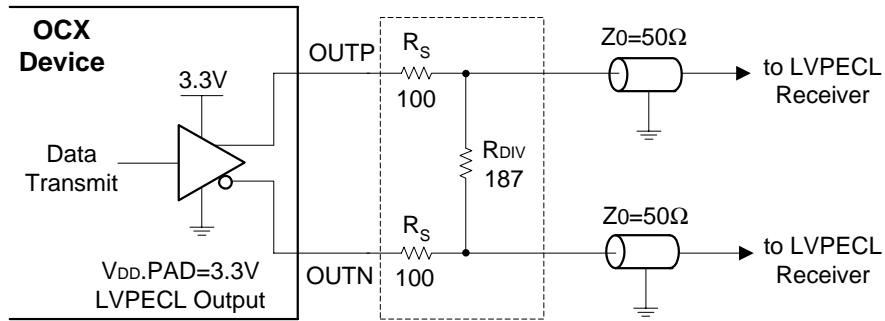 OCX
Device
3.3V
Data
Transmit
VDD.PAD=3.3V
LVPECL Output
OUTP
RS
100
RDIV
187
OUTN
RS
100
Z0=50Ω
to LVPECL
Receiver
Z0=50Ω
to LVPECL
Receiver